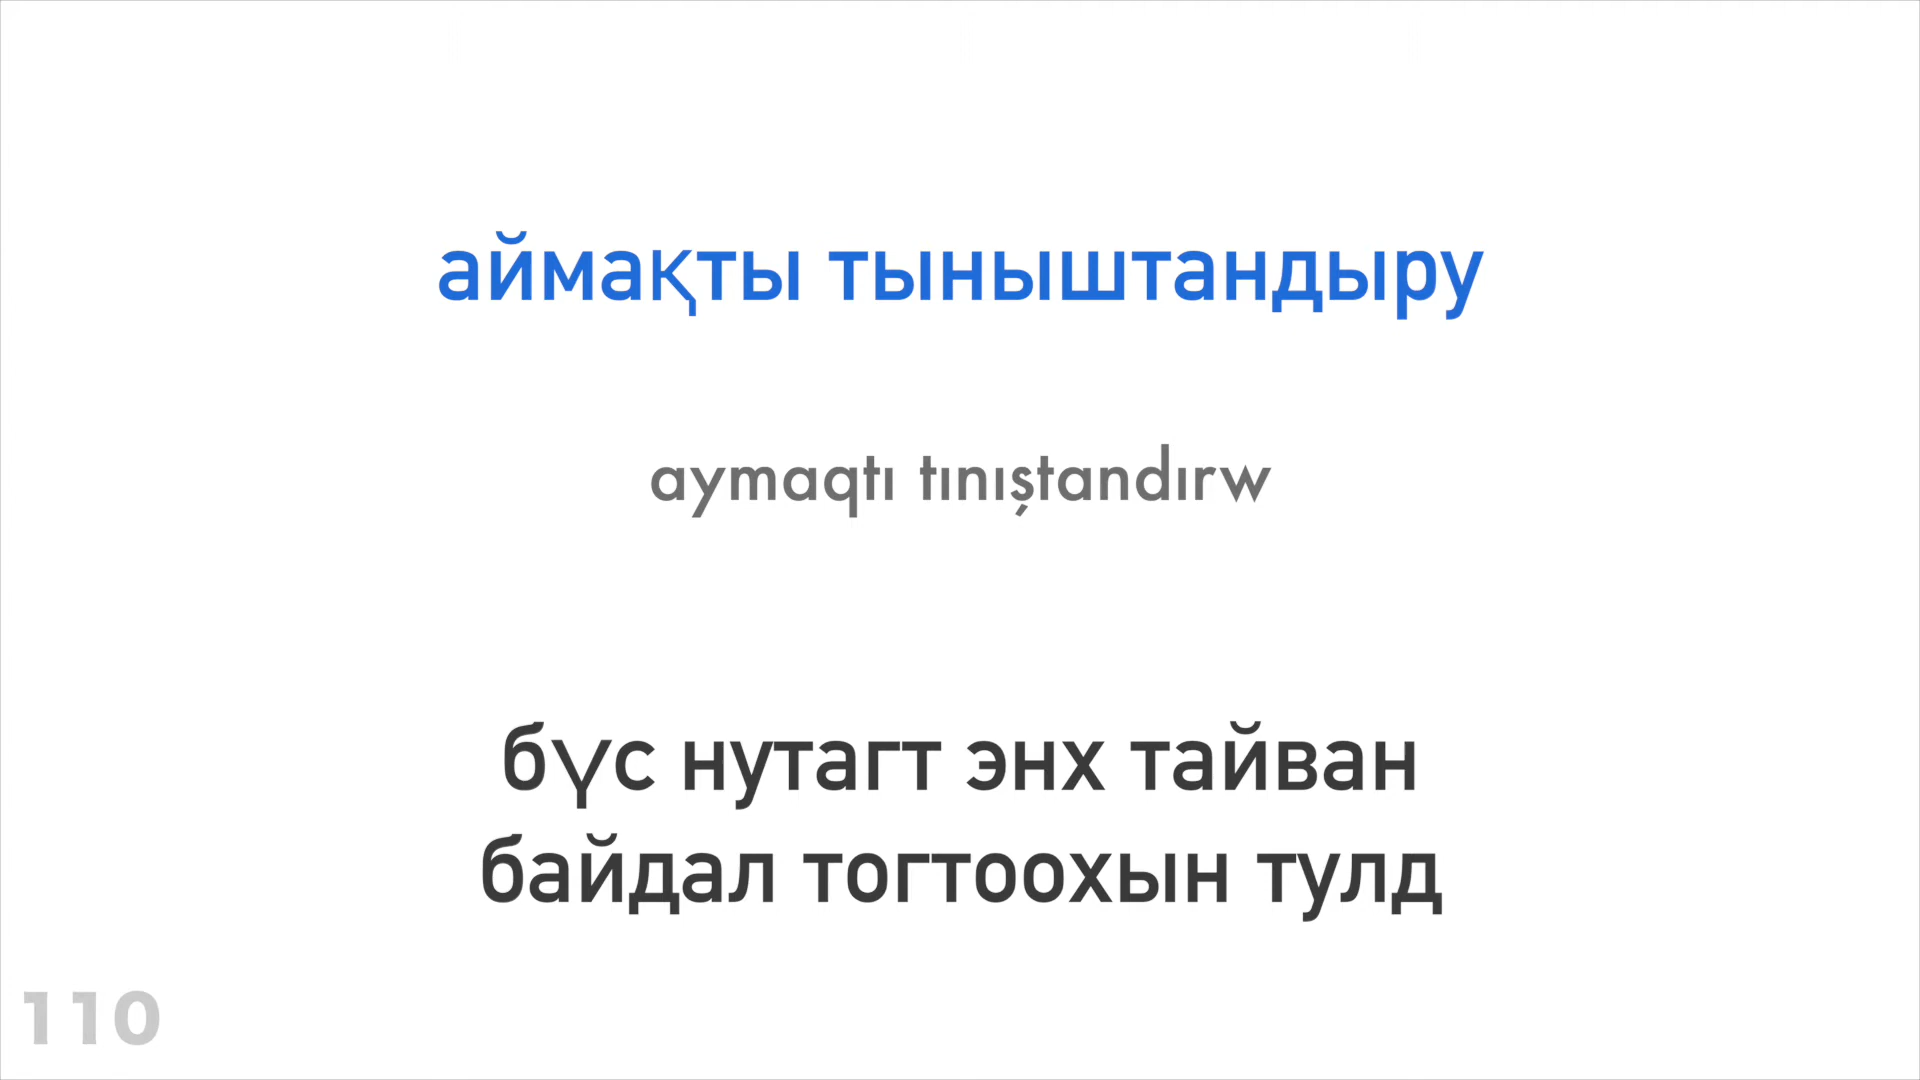 аймақты тыныштандыру
aymaqtı tınıştandırw
бүс нутагт энх тайван
байдал тогтоохын тулд
110